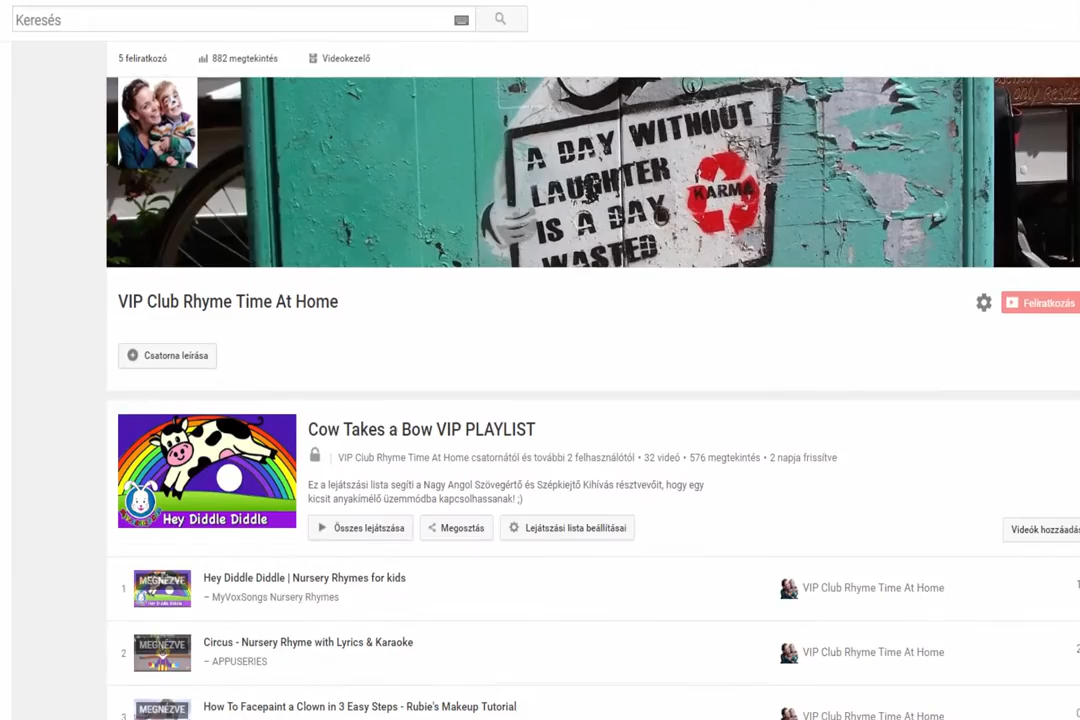 Keresés
5 feliratkozó
882 megtekintés
Videokezelő
A DAY WITHOUT
LAUGHTER
IS A DAY
WASTED
KARMA
only Reside
VIP Club Rhyme Time At Home
Feliratkozás
Csatorna leírása
Cow Takes a Bow VIP PLAYLIST
VIP Club Rhyme Time At Home csatornától és további 2 felhasználótól • 32 videó • 576 megtekintés • 2 napja frissítve
Ez a lejátszási lista segíti a Nagy Angol Szövegértő és Szépkiejtő Kihívás résztvevőit, hogy egy
kicsit anyakímélő üzemmódba kapcsolhassanak! ;)
Hey Diddle Diddle
Összes lejátszása
Megosztás
Lejátszási lista beállításai
Videók hozzáadás
1
MEGNÉZVE
Hey Diddle Diddle
Hey Diddle Diddle | Nursery Rhymes for kids
– MyVoxSongs Nursery Rhymes
VIP Club Rhyme Time At Home
2
MEGNÉZVE
Circus - Nursery Rhyme with Lyrics & Karaoke
– APPUSERIES
VIP Club Rhyme Time At Home
3
MEGNÉZVE
How To Facepaint a Clown in 3 Easy Steps - Rubie's Makeup Tutorial
VIP Club Rhyme Time At Home